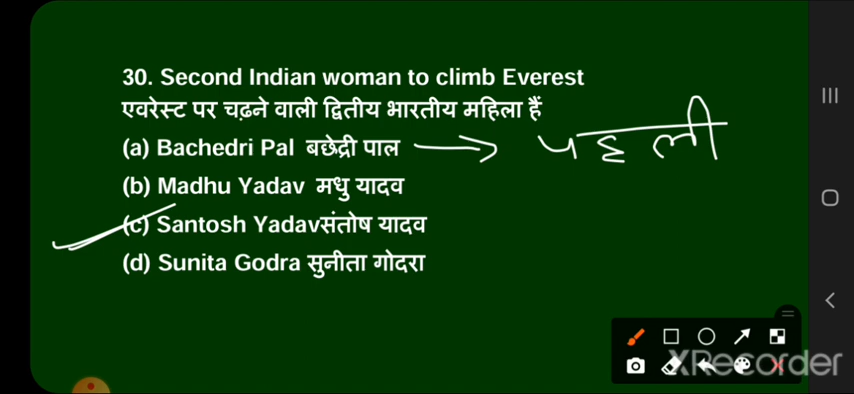 30. Second Indian woman to climb Everest
एवरेस्ट पर चढ़ने वाली द्वितीय भारतीय महिला हैं
(a) Bachedri Pal बछेद्री पाल → पहली
(b) Madhu Yadav मधु यादव
(c) Santosh Yadavसंतोष यादव
(d) Sunita Godra सुनीता गोदरा
XRecorder